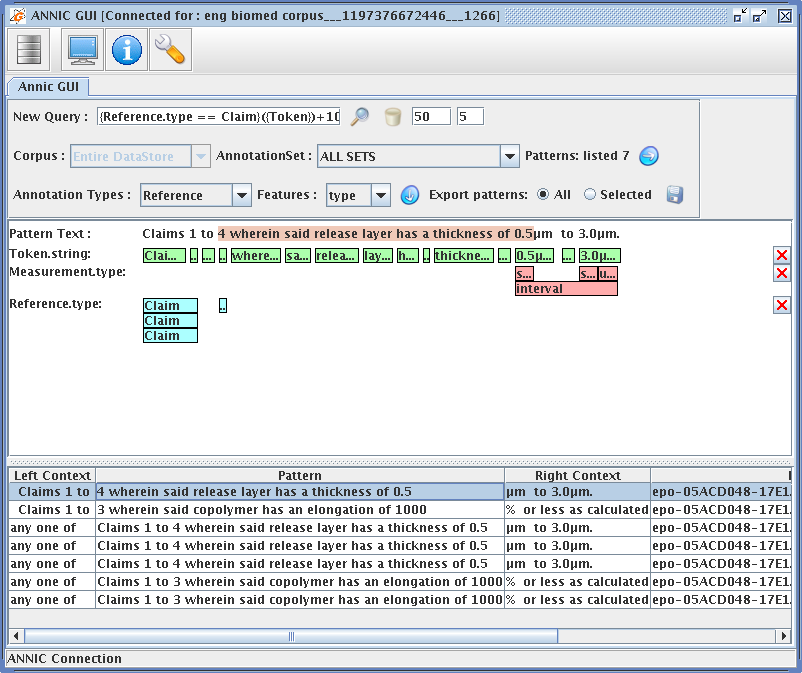 ANNIC GUI [Connected for : eng biomed corpus___1197376672446___1266]
Annic GUI
New Query : {Reference.type == Claim}({Token})+10 50 5
Corpus : Entire DataStore AnnotationSet : ALL SETS Patterns: listed 7
Annotation Types : Reference Features : type Export patterns: All Selected
Pattern Text : Claims 1 to 4 wherein said release layer has a thickness of 0.5µm to 3.0µm.
Token.string: Clai... .. ... .. where... sa... relea... lay... h... .. thickne... ... 0.5µ... ... 3.0µ...
Measurement.type: s... s... u...
interval
Reference.type: Claim ..
Claim
Claim
Left Context Pattern Right Context
Claims 1 to 4 wherein said release layer has a thickness of 0.5 µm to 3.0µm. epo-05ACD048-17E1
Claims 1 to 3 wherein said copolymer has an elongation of 1000 % or less as calculated epo-05ACD048-17E1
any one of Claims 1 to 4 wherein said release layer has a thickness of 0.5 µm to 3.0µm. epo-05ACD048-17E1
any one of Claims 1 to 4 wherein said release layer has a thickness of 0.5 µm to 3.0µm. epo-05ACD048-17E1
any one of Claims 1 to 4 wherein said release layer has a thickness of 0.5 µm to 3.0µm. epo-05ACD048-17E1
any one of Claims 1 to 3 wherein said copolymer has an elongation of 1000 % or less as calculated epo-05ACD048-17E1
any one of Claims 1 to 3 wherein said copolymer has an elongation of 1000 % or less as calculated epo-05ACD048-17E1
ANNIC Connection